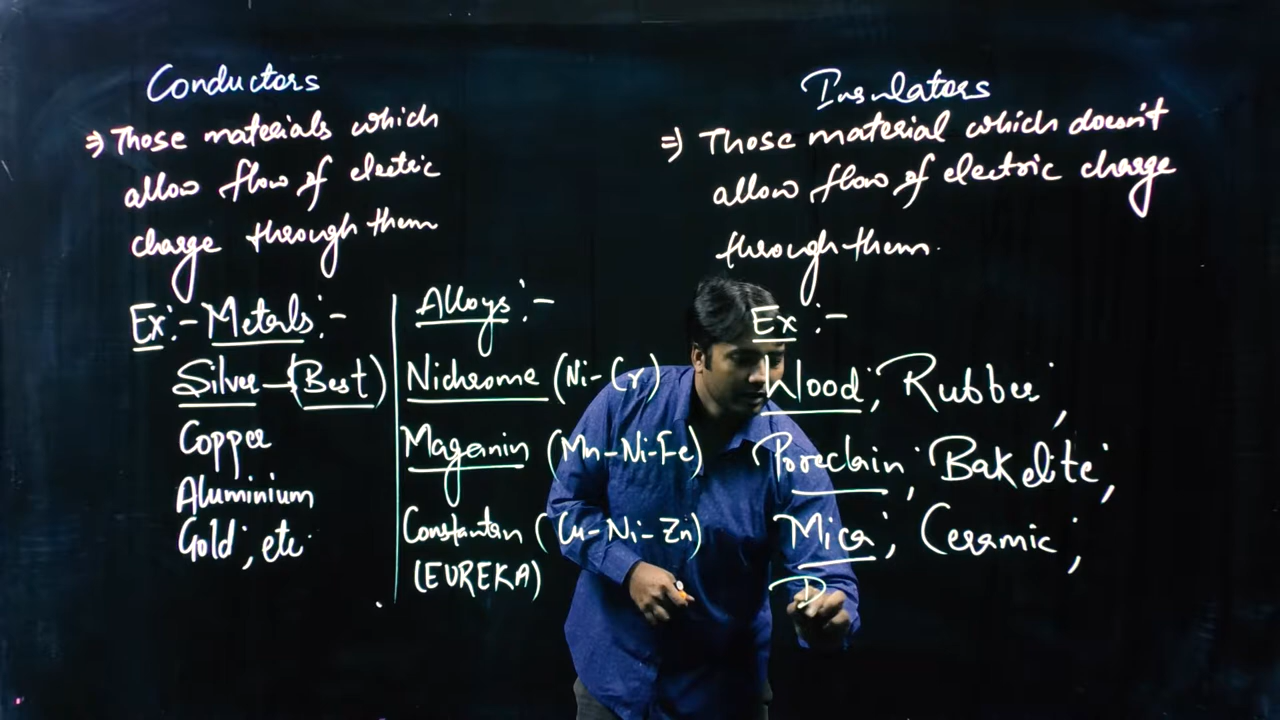 Conductors
⇒ Those materials which
allow flow of electric
charge through them
Ex:- Metals:-
Silver-(Best)
Copper
Aluminium
Gold, etc.
Alloys:-
Nichrome (Ni-Cr)
Maganin (Mn-Ni-Fe)
Constantan (Cu-Ni-Zn)
(EUREKA)
Insulators
⇒ Those material which doesn't
allow flow of electric charge
through them.
Ex:-
Wood, Rubber,
Poreclain, Bakelite,
Mica, Ceramic,
D